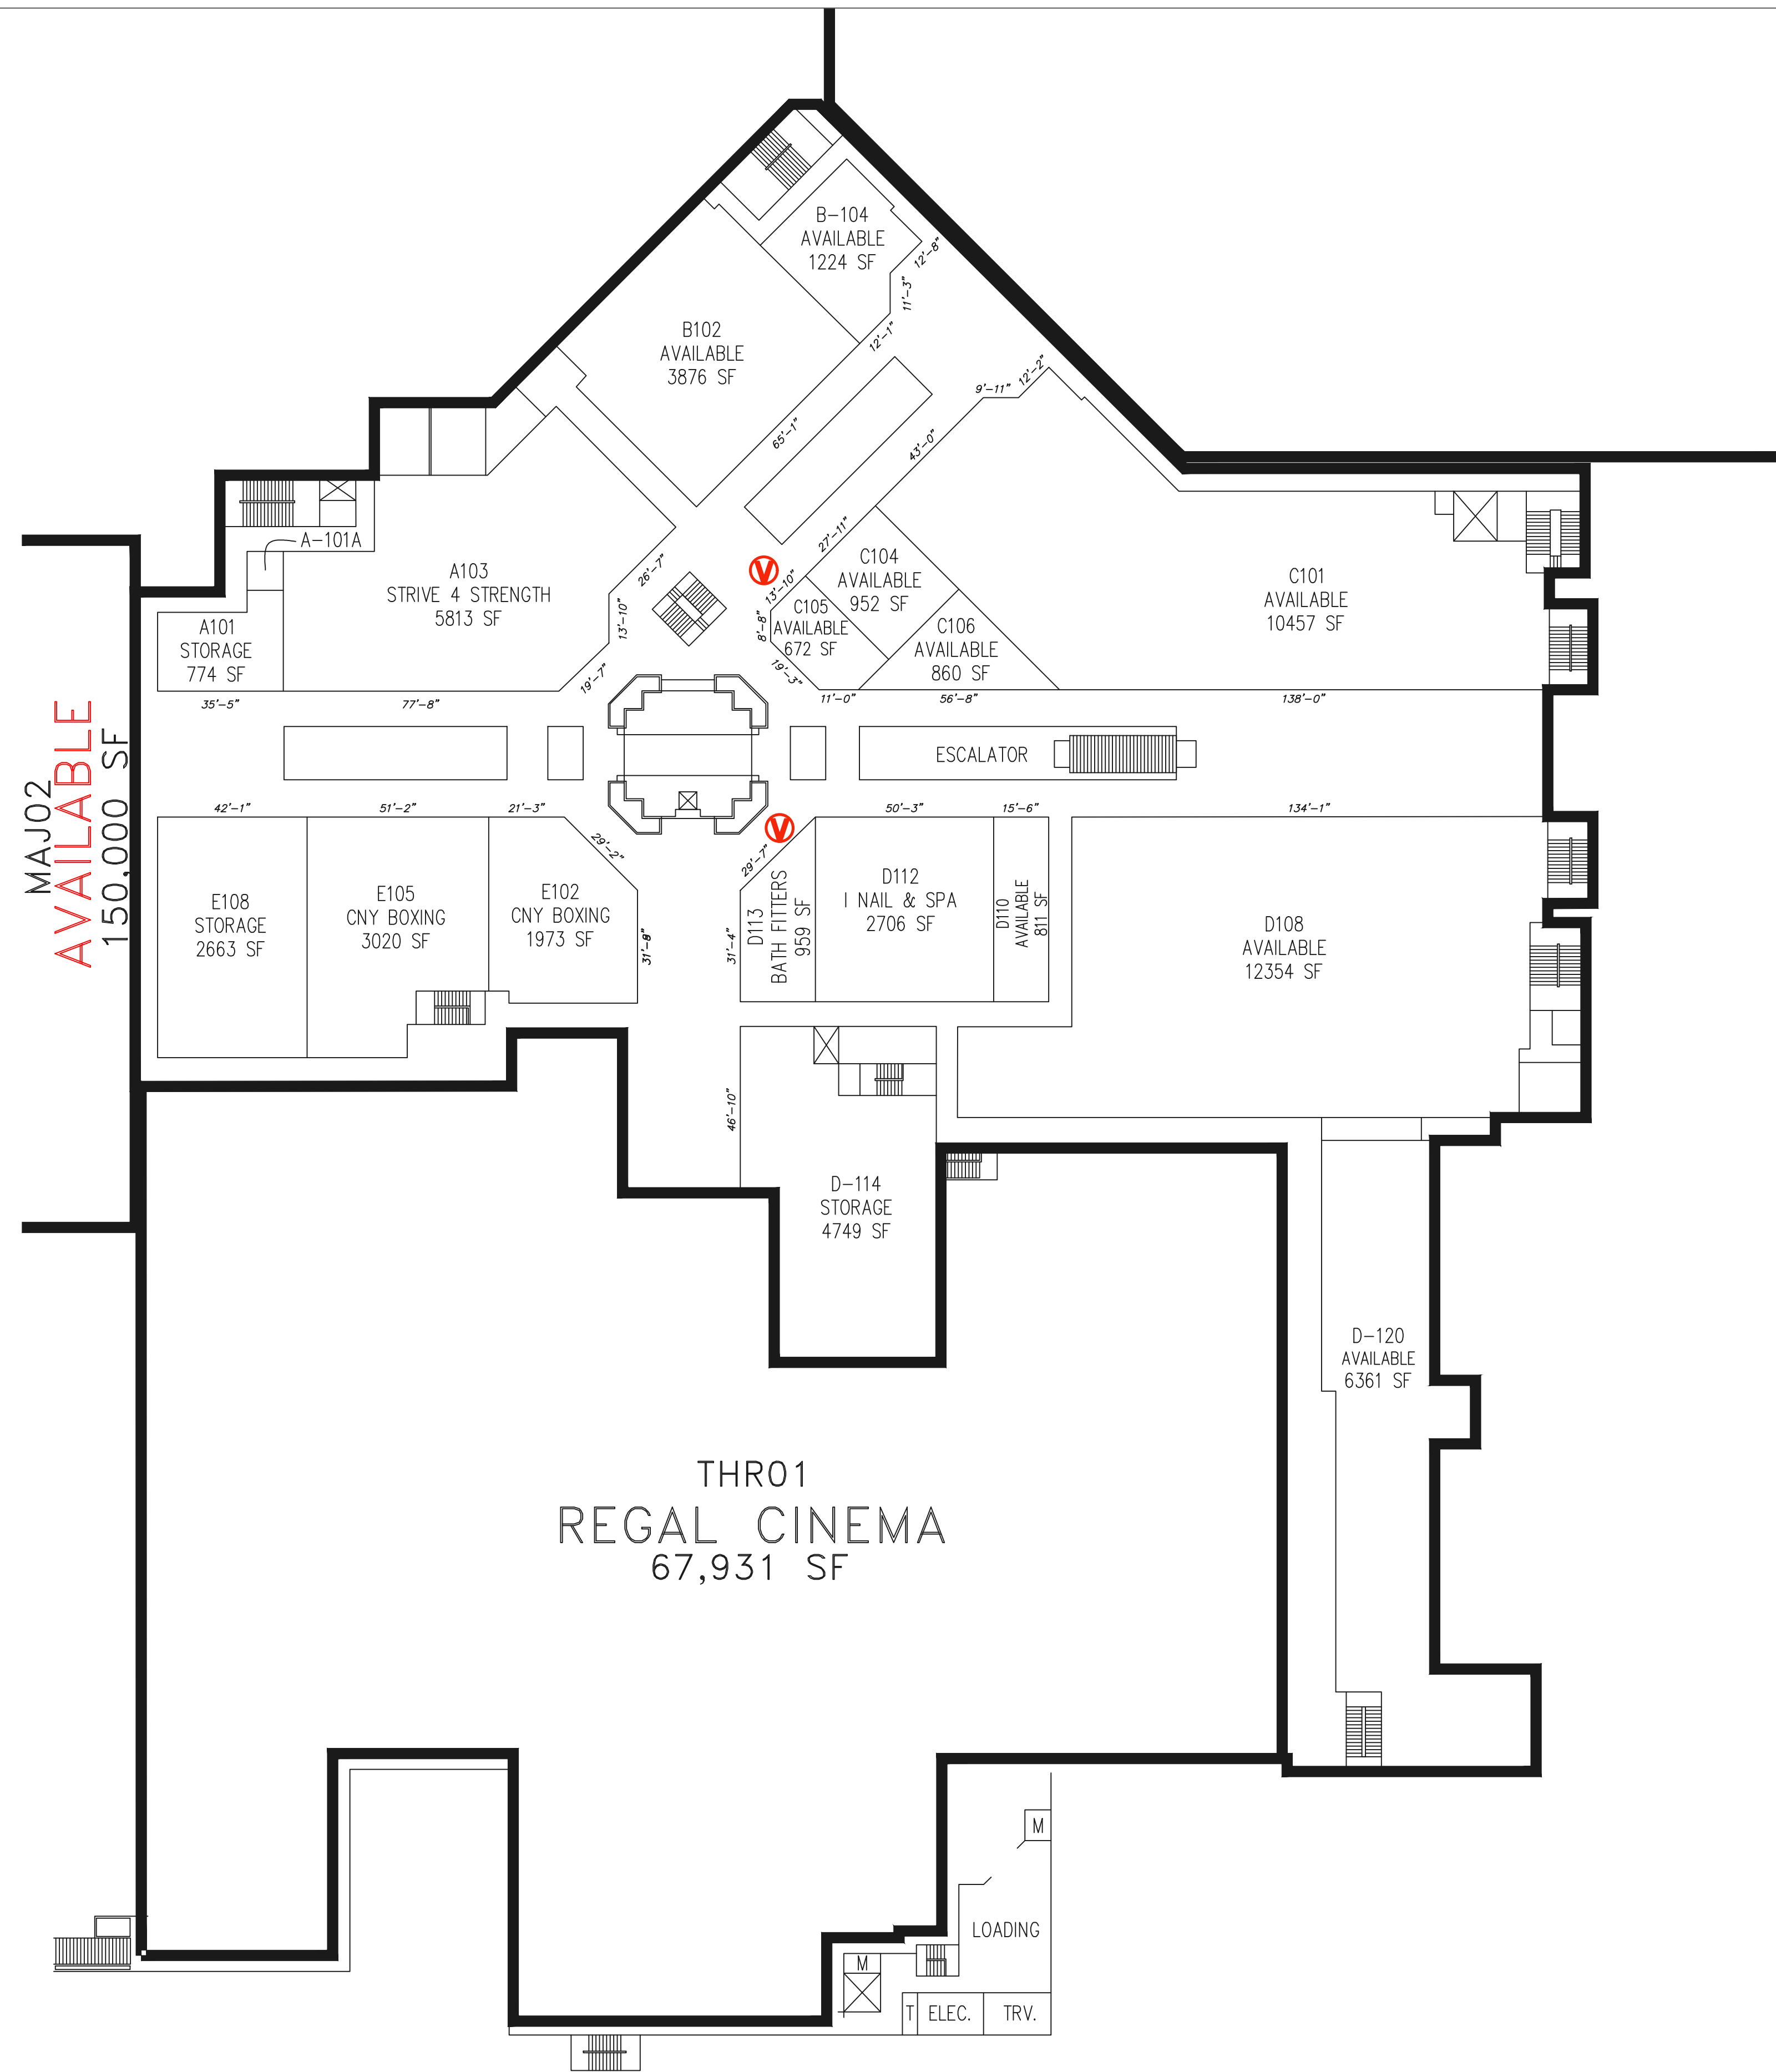 B-104
AVAILABLE
1224 SF
12'-8"
11'-3"
12'-1"
B102
AVAILABLE
3876 SF
65'-1"
9'-11"
12'-2"
43'-0"
27'-11"
13'-10"
8'-8"
19'-3"
A-101A
A103
STRIVE 4 STRENGTH
5813 SF
26'-7"
13'-10"
19'-7"
A101
STORAGE
774 SF
C104
AVAILABLE
952 SF
C105
AVAILABLE
672 SF
C106
AVAILABLE
860 SF
C101
AVAILABLE
10457 SF
V
35'-5"
77'-8"
11'-0"
56'-8"
138'-0"
MAJ02
AVAILABLE
150,000 SF
ESCALATOR
42'-1"
51'-2"
21'-3"
29'-2"
V
50'-3"
15'-6"
134'-1"
29'-7"
E108
STORAGE
2663 SF
E105
CNY BOXING
3020 SF
E102
CNY BOXING
1973 SF
31'-8"
31'-4"
D113
BATH FITTERS
959 SF
D112
I NAIL & SPA
2706 SF
D110
AVAILABLE
811 SF
D108
AVAILABLE
12354 SF
46'-10"
D-114
STORAGE
4749 SF
D-120
AVAILABLE
6361 SF
THR01
REGAL CINEMA
67,931 SF
M
LOADING
M
T
ELEC.
TRV.